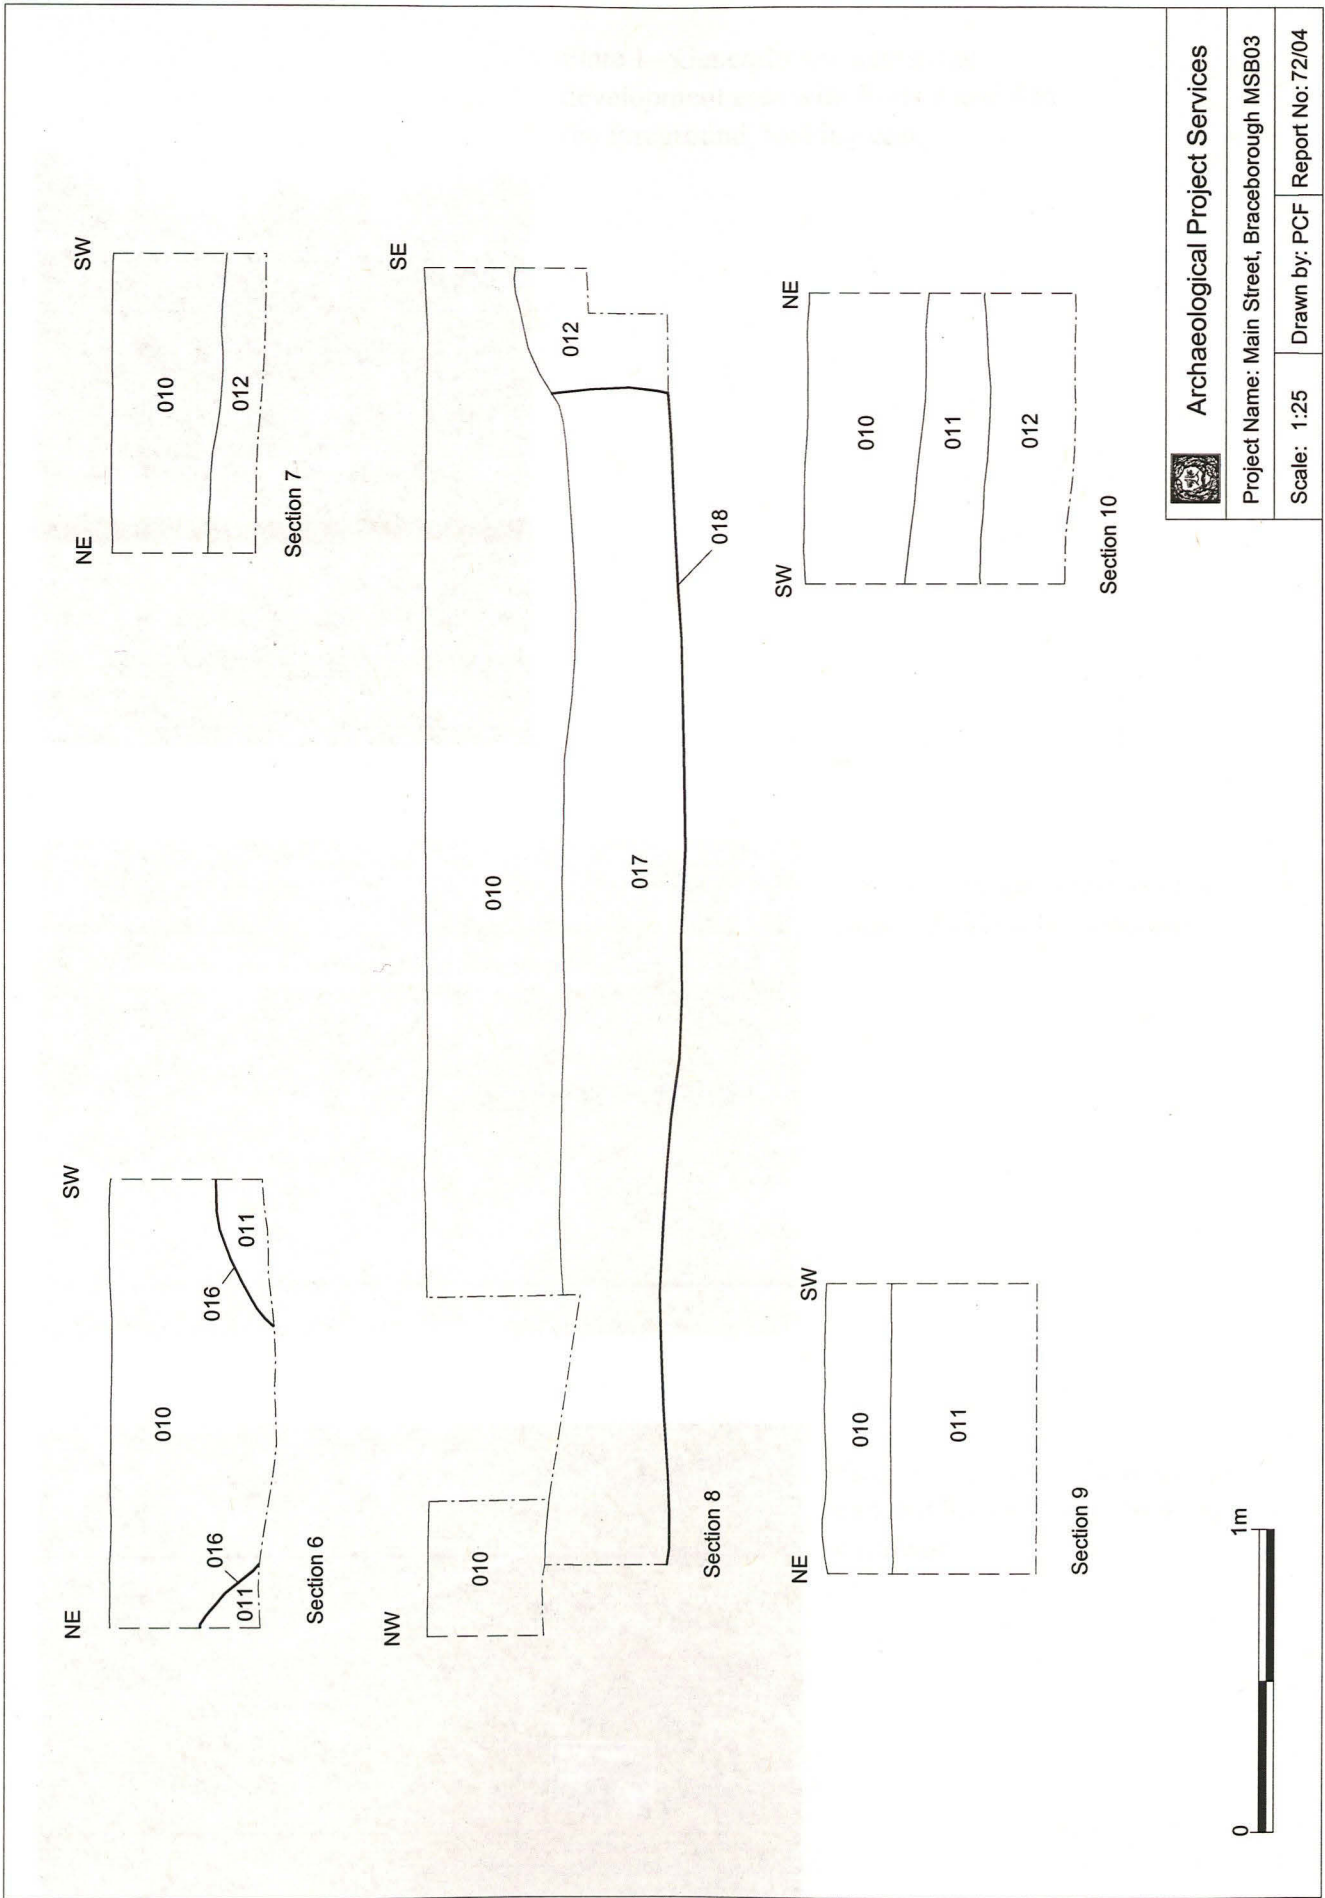 NE
SW
010
016
011
016
011
Section 6
NE
SW
010
012
Section 7
NW
SE
010
010
012
017
018
Section 8
NE
SW
010
011
Section 9
SW
NE
010
011
012
Section 10
0
1m
Archaeological Project Services
Project Name: Main Street, Braceborough MSB03
Scale: 1:25
Drawn by: PCF
Report No: 72/04